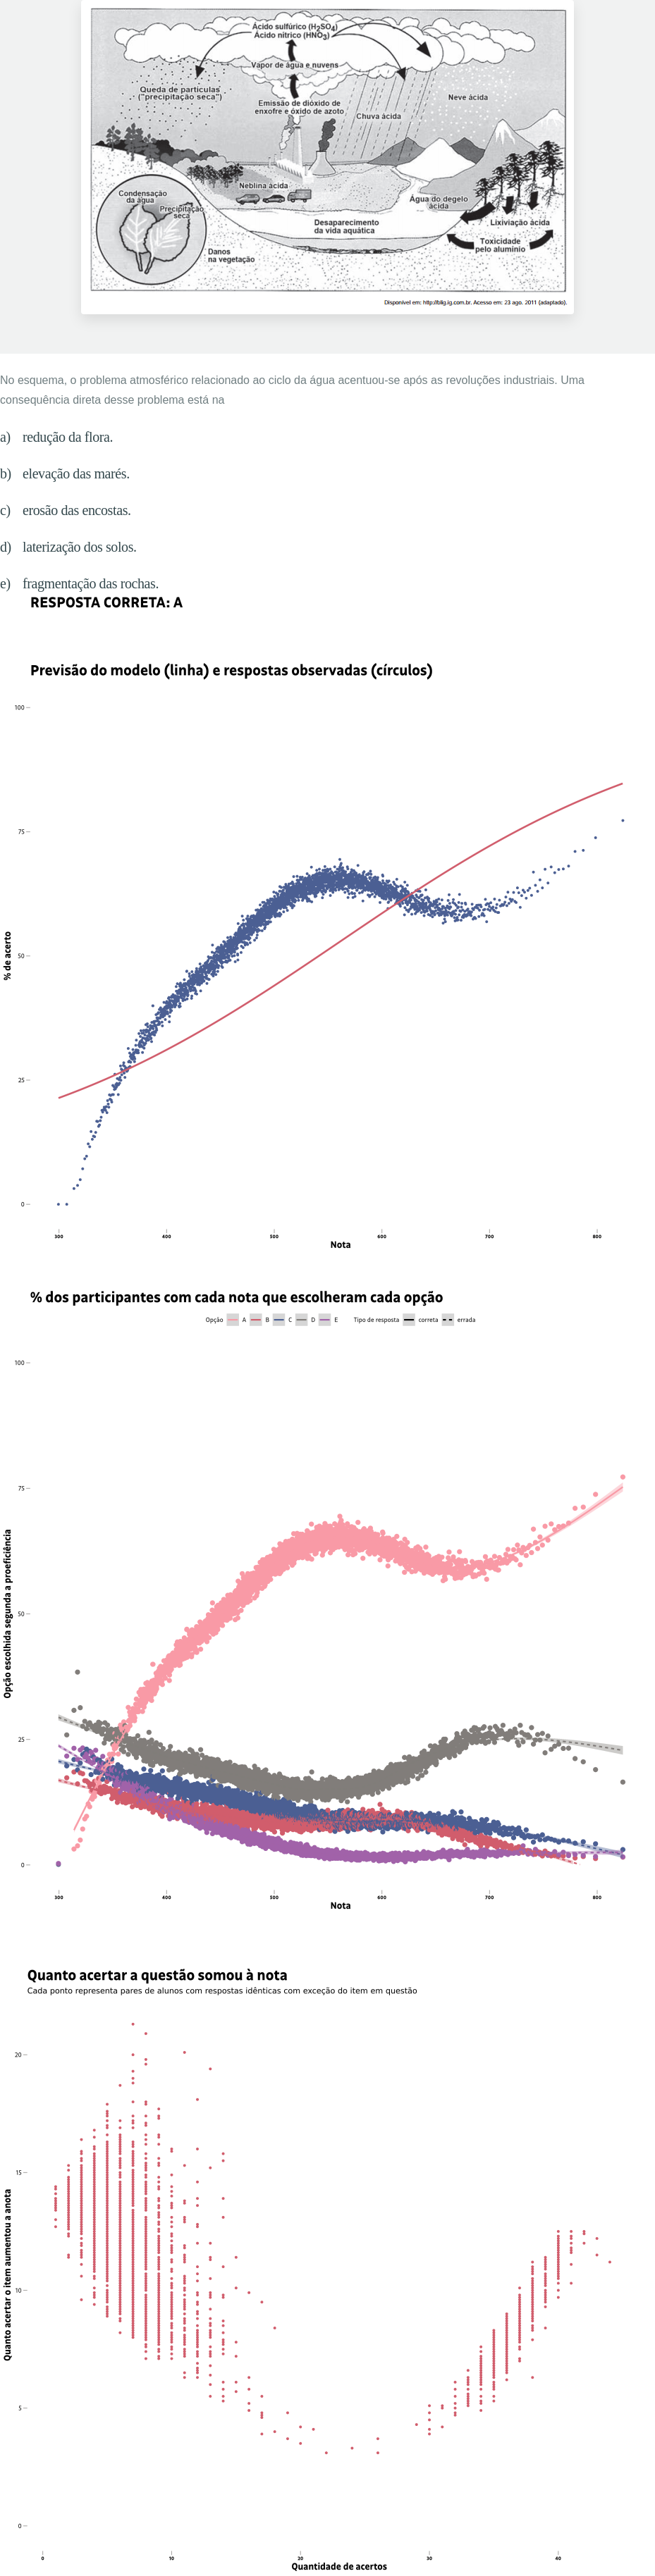 Ácido sulfúrico (H₂SO₄)
Ácido nítrico (HNO₃)
Vapor de água e nuvens
Queda de partículas
("precipitação seca")
Emissão de dióxido de
enxofre e óxido de azoto
Neve ácida
Chuva ácida
Neblina ácida
Condensação
da água
Precipitação
seca
Água do degelo
ácida
Lixiviação ácida
Desaparecimento
da vida aquática
Toxicidade
pelo alumínio
Danos
na vegetação
Disponível em: http://blig.ig.com.br. Acesso em: 23 ago. 2011 (adaptado).
No esquema, o problema atmosférico relacionado ao ciclo da água acentuou-se após as revoluções industriais. Uma
consequência direta desse problema está na
a) redução da flora.
b) elevação das marés.
c) erosão das encostas.
d) laterização dos solos.
e) fragmentação das rochas.
RESPOSTA CORRETA: A
Previsão do modelo (linha) e respostas observadas (círculos)
100
75
50
25
0
% de acerto
300 400 500 600 700 800
Nota
% dos participantes com cada nota que escolheram cada opção
Opção A B C D E Tipo de resposta correta errada
100
75
50
25
0
Opção escolhida segunda a proeficiência
300 400 500 600 700 800
Nota
Quanto acertar a questão somou à nota
Cada ponto representa pares de alunos com respostas idênticas com exceção do item em questão
20
15
10
5
0
Quanto acertar o item aumentou a anota
0 10 20 30 40
Quantidade de acertos